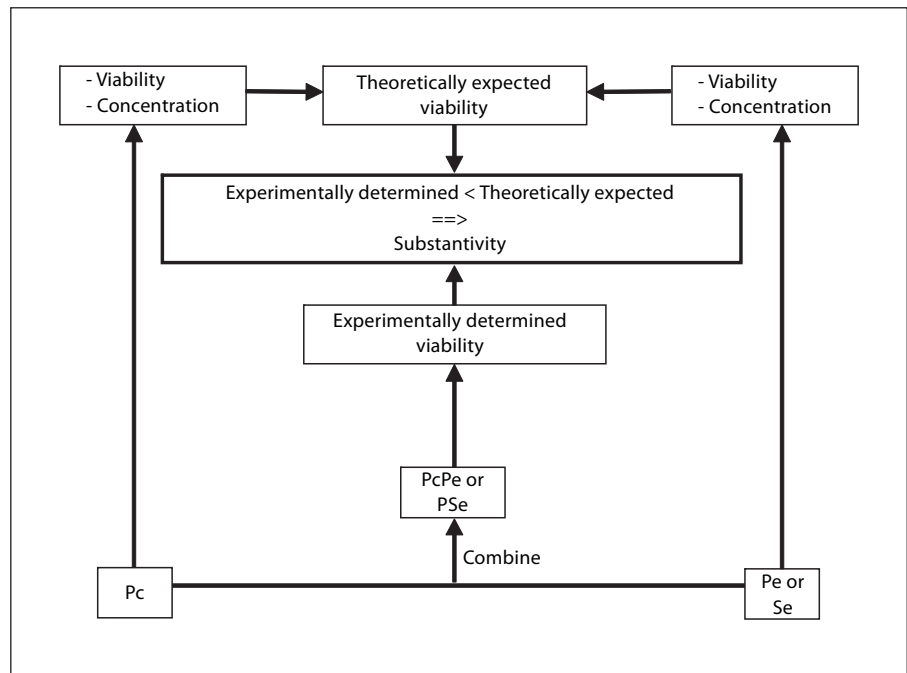 - Viability
- Concentration
Theoretically expected
viability
- Viability
- Concentration
Experimentally determined < Theoretically expected
==>
Substantivity
Experimentally determined
viability
PcPe or
PSe
Combine
Pc
Pe or
Se